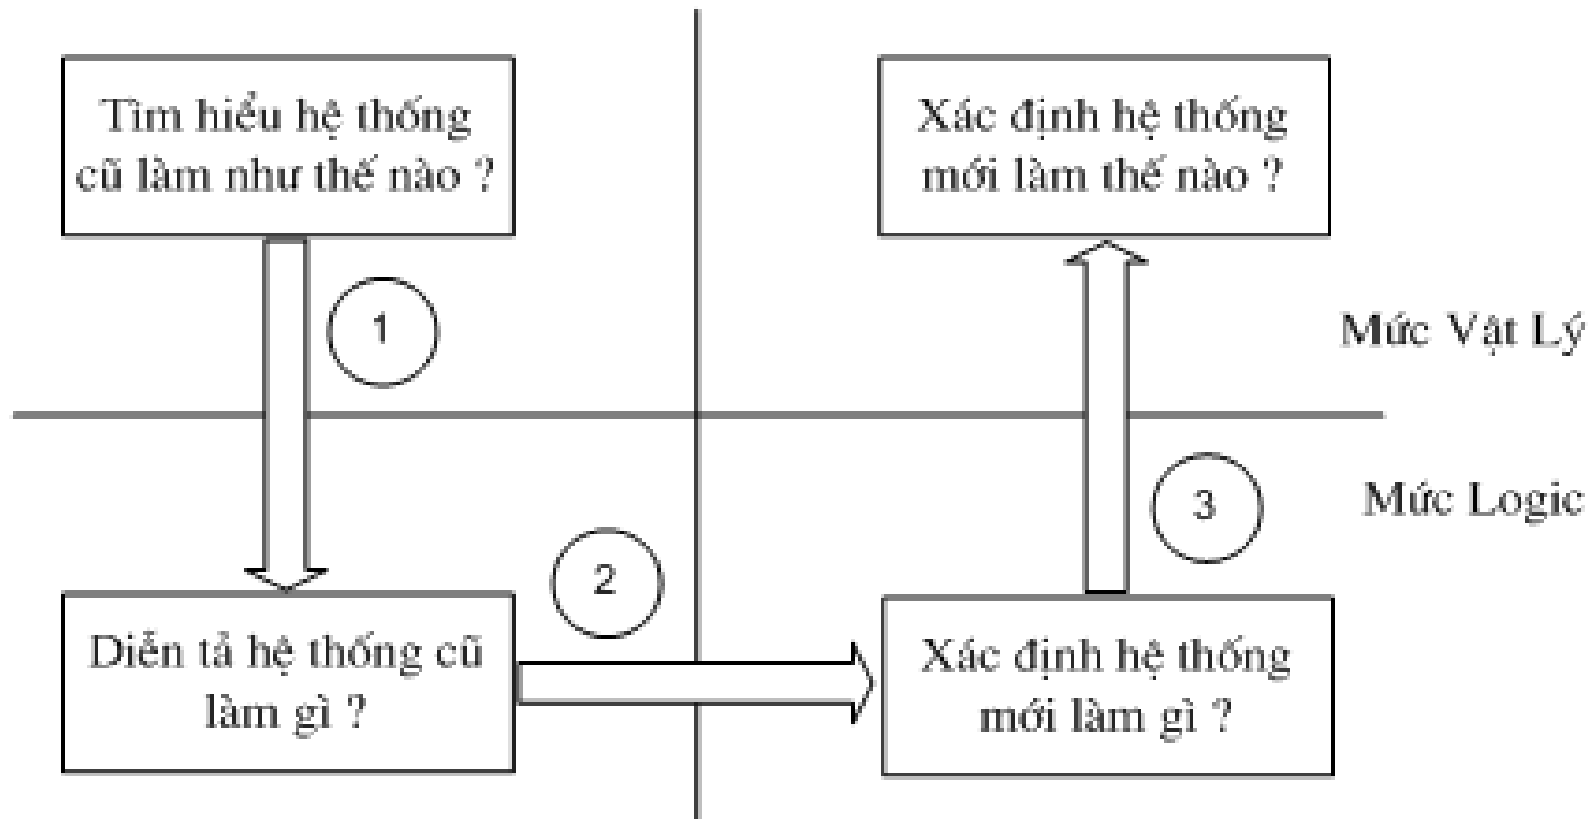 Tìm hiểu hệ thống
cũ làm như thế nào ?
Xác định hệ thống
mới làm thế nào ?
1
Mức Vật Lý
3
Mức Logic
2
Diễn tả hệ thống cũ
làm gì ?
Xác định hệ thống
mới làm gì ?